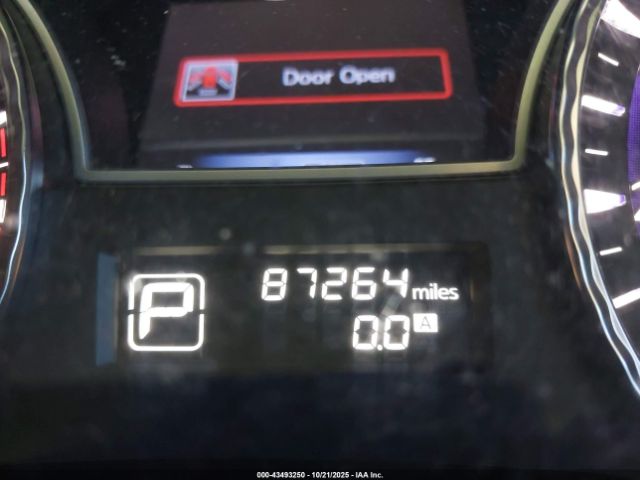 Door Open
P
87264 miles
0.0 A
000-43493250 - 10/21/2025 - IAA Inc.